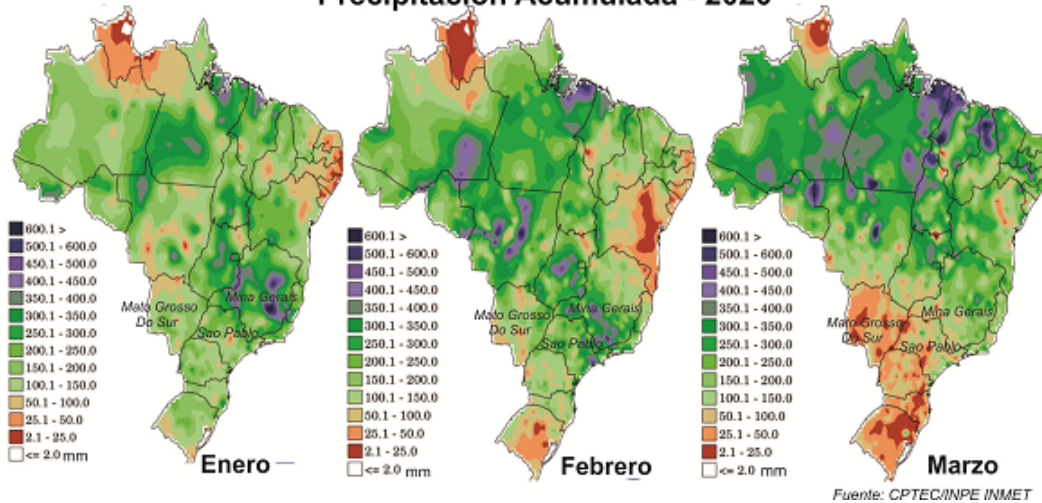 Precipitación Acumulada - 2020
Mato Grosso
Do Sur
Mina Gerais
Sao Pablo
600.1 >
500.1 - 600.0
450.1 - 500.0
400.1 - 450.0
350.1 - 400.0
300.1 - 350.0
250.1 - 300.0
200.1 - 250.0
150.1 - 200.0
100.1 - 150.0
50.1 - 100.0
25.1 - 50.0
2.1 - 25.0
<= 2.0 mm
Enero
Mato Grosso
Do Sur
Mina Gerais
Sao Pablo
600.1 >
500.1 - 600.0
450.1 - 500.0
400.1 - 450.0
350.1 - 400.0
300.1 - 350.0
250.1 - 300.0
200.1 - 250.0
150.1 - 200.0
100.1 - 150.0
50.1 - 100.0
25.1 - 50.0
2.1 - 25.0
<= 2.0 mm
Febrero
Mato Grosso
Do Sur
Mina Gerais
Sao Pablo
600.1 >
500.1 - 600.0
450.1 - 500.0
400.1 - 450.0
350.1 - 400.0
300.1 - 350.0
250.1 - 300.0
200.1 - 250.0
150.1 - 200.0
100.1 - 150.0
50.1 - 100.0
25.1 - 50.0
2.1 - 25.0
<= 2.0 mm
Marzo
Fuente: CPTEC/INPE INMET